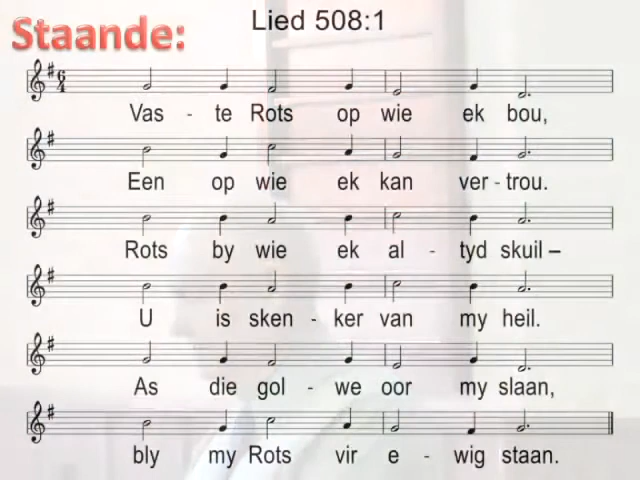 Staande:
Lied 508:1
6
4
Vas - te Rots op wie ek bou,
Een op wie ek kan ver - trou.
Rots by wie ek al - tyd skuil –
U is sken - ker van my heil.
As die gol - we oor my slaan,
bly my Rots vir e - wig staan.